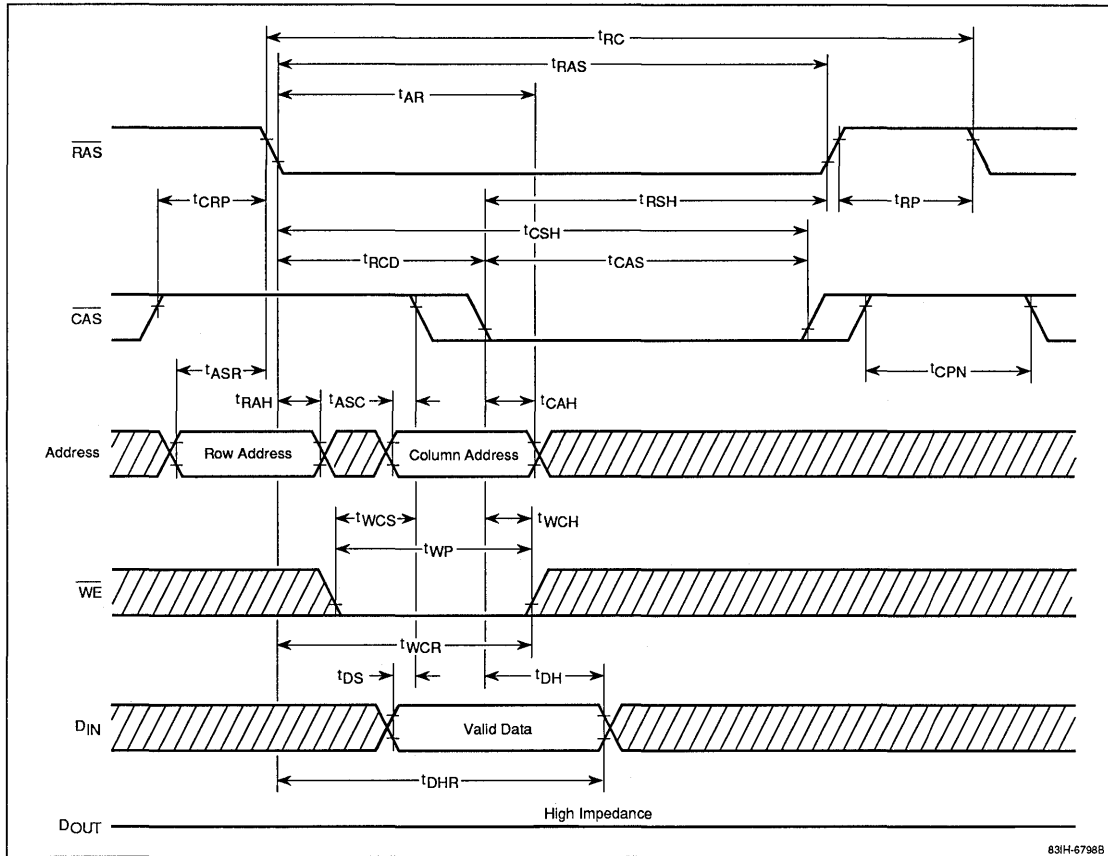 tRC
tRAS
tAR
RAS
tCRP
tRSH
tRP
tCSH
tRCD
tCAS
CAS
tASR
tCPN
tRAH
tASC
tCAH
Address
Row Address
Column Address
tWCS
tWCH
tWP
WE
tWCR
tDS
tDH
DIN
Valid Data
tDHR
High Impedance
DOUT
83IH-6798B